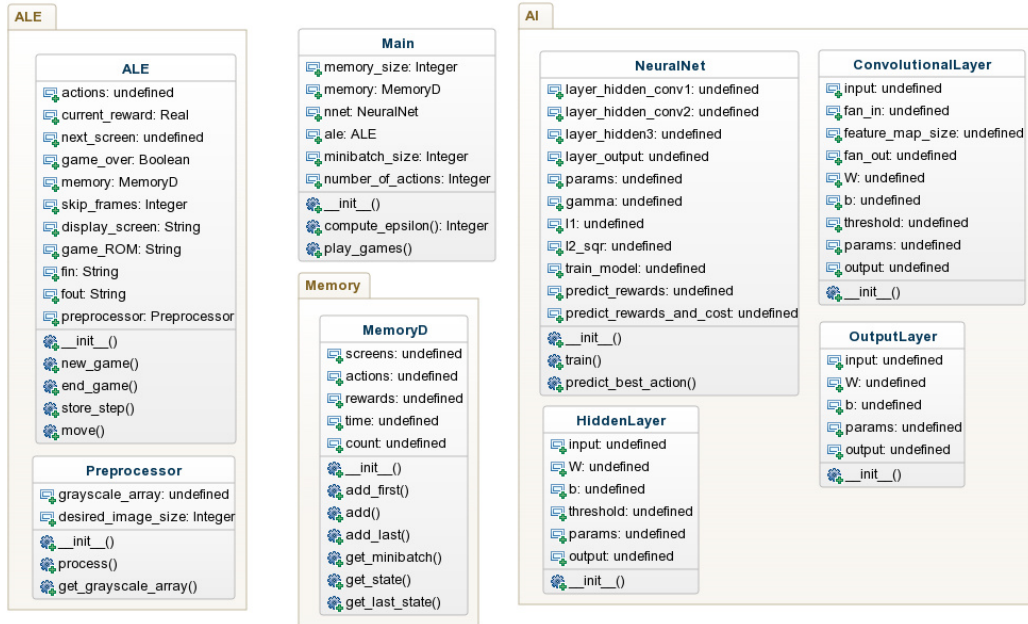 ALE
ALE
actions: undefined
current_reward: Real
next_screen: undefined
game_over: Boolean
memory: MemoryD
skip_frames: Integer
display_screen: String
game_ROM: String
fin: String
fout: String
preprocessor: Preprocessor
__init__()
new_game()
end_game()
store_step()
move()
Preprocessor
grayscale_array: undefined
desired_image_size: Integer
__init__()
process()
get_grayscale_array()
Main
memory_size: Integer
memory: MemoryD
nnet: NeuralNet
ale: ALE
minibatch_size: Integer
number_of_actions: Integer
__init__()
compute_epsilon(): Integer
play_games()
Memory
MemoryD
screens: undefined
actions: undefined
rewards: undefined
time: undefined
count: undefined
__init__()
add_first()
add()
add_last()
get_minibatch()
get_state()
get_last_state()
AI
NeuralNet
layer_hidden_conv1: undefined
layer_hidden_conv2: undefined
layer_hidden3: undefined
layer_output: undefined
params: undefined
gamma: undefined
l1: undefined
l2_sqr: undefined
train_model: undefined
predict_rewards: undefined
predict_rewards_and_cost: undefined
__init__()
train()
predict_best_action()
HiddenLayer
input: undefined
W: undefined
b: undefined
threshold: undefined
params: undefined
output: undefined
__init__()
ConvolutionalLayer
input: undefined
fan_in: undefined
feature_map_size: undefined
fan_out: undefined
W: undefined
b: undefined
threshold: undefined
params: undefined
output: undefined
__init__()
OutputLayer
input: undefined
W: undefined
b: undefined
params: undefined
output: undefined
__init__()